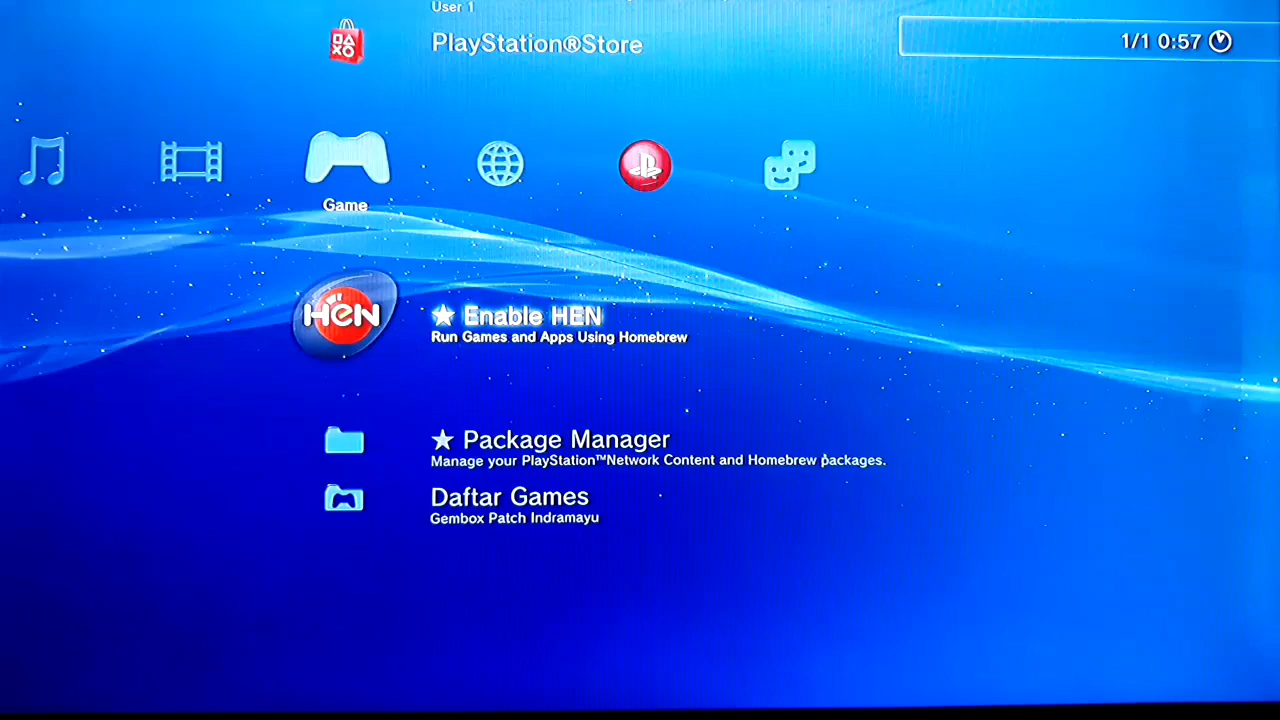 User 1
PlayStation®Store
1/1 0:57
Game
HEN
★ Enable HEN
Run Games and Apps Using Homebrew
★ Package Manager
Manage your PlayStation™Network Content and Homebrew packages.
Daftar Games
Gembox Patch Indramayu